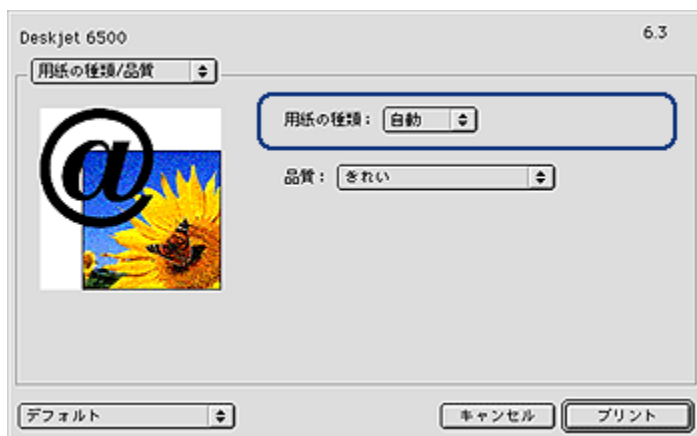 Deskjet 6500
6.3
用紙の種類/品質
用紙の種類： 自動
品質： きれい
@
デフォルト
キャンセル プリント